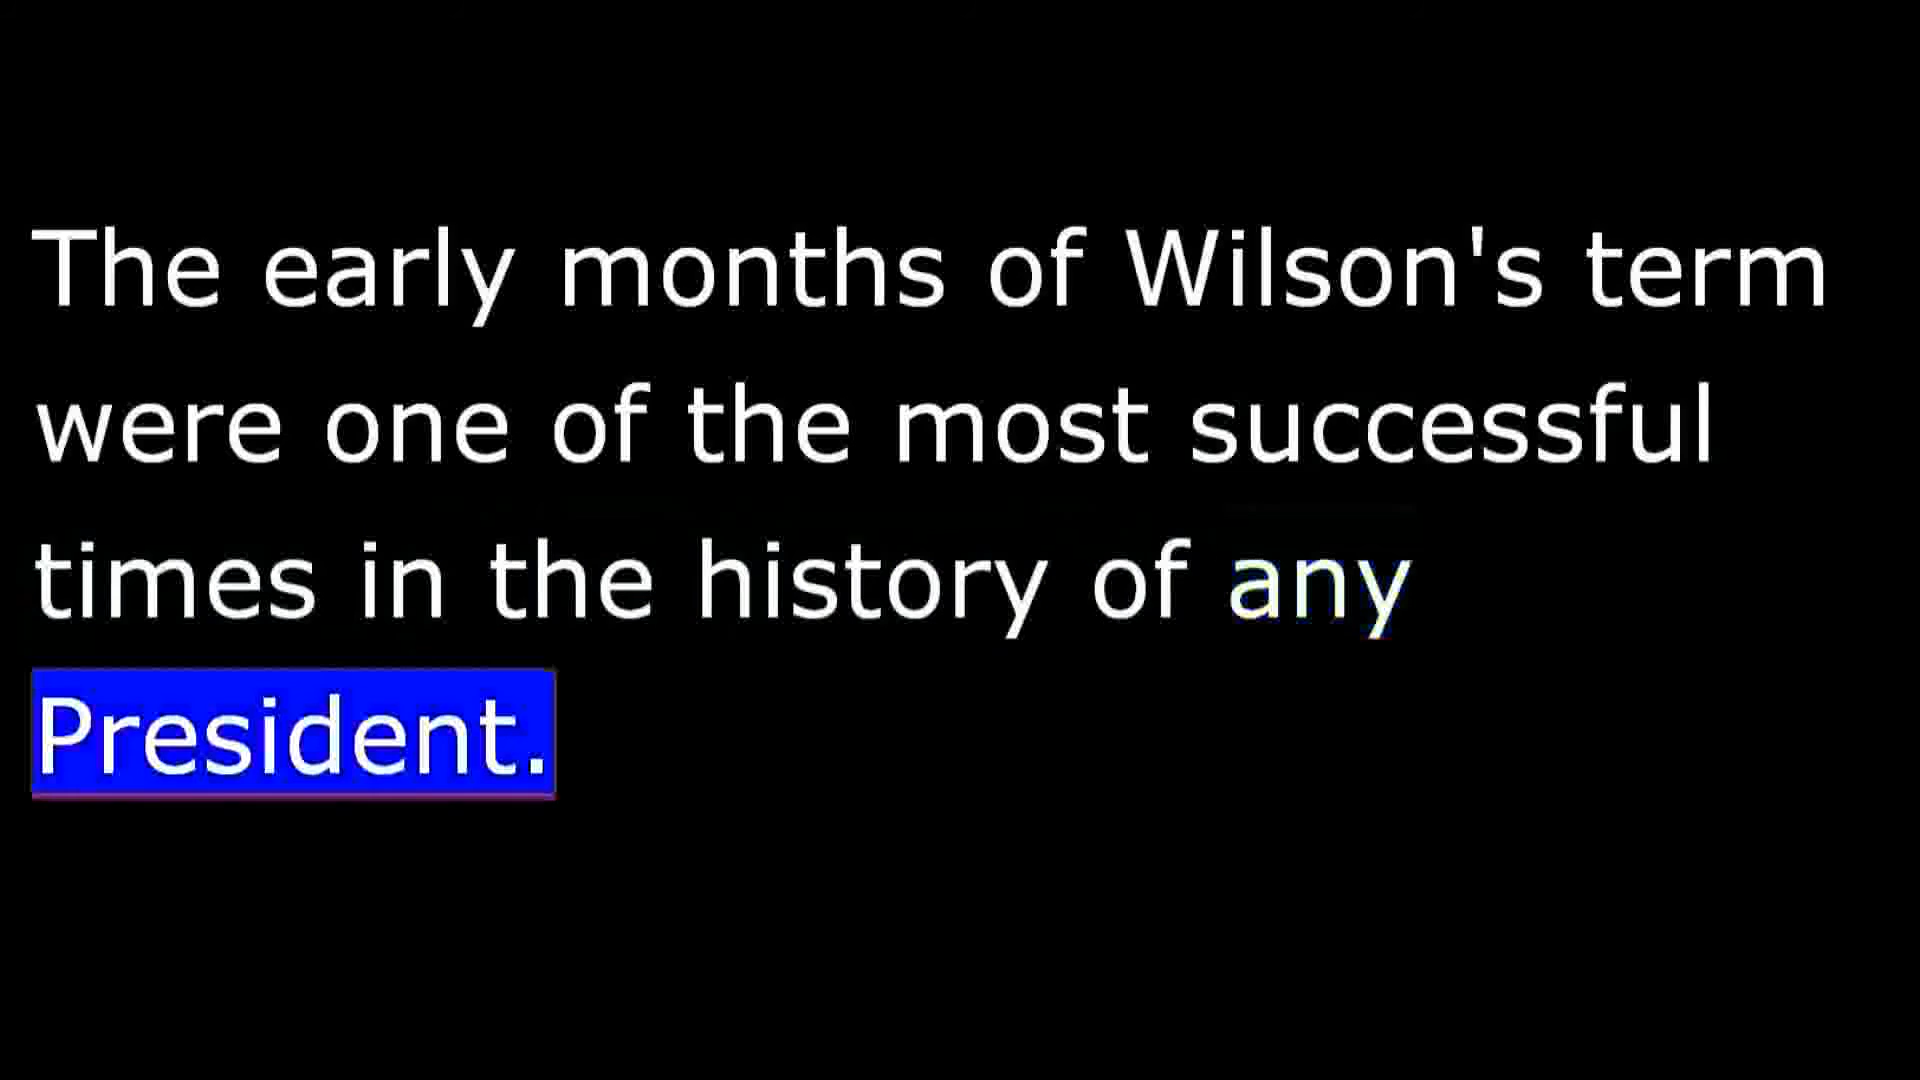 The early months of Wilson's term
were one of the most successful
times in the history of any
President.